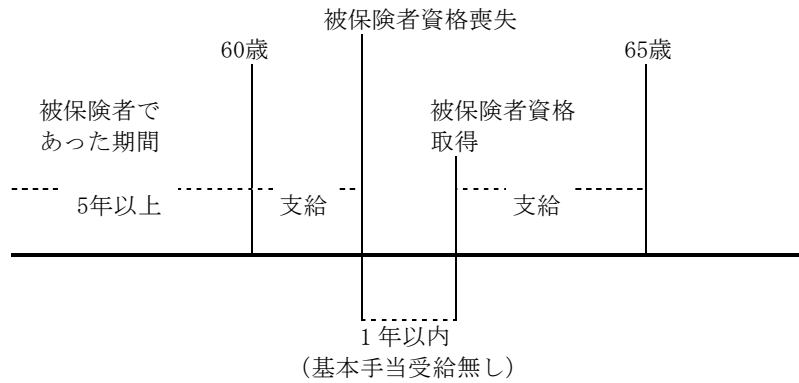 被保険者資格喪失
60歳
65歳
被保険者で
あった期間
被保険者資格
取得
5年以上
支給
支給
1年以内
（基本手当受給無し）